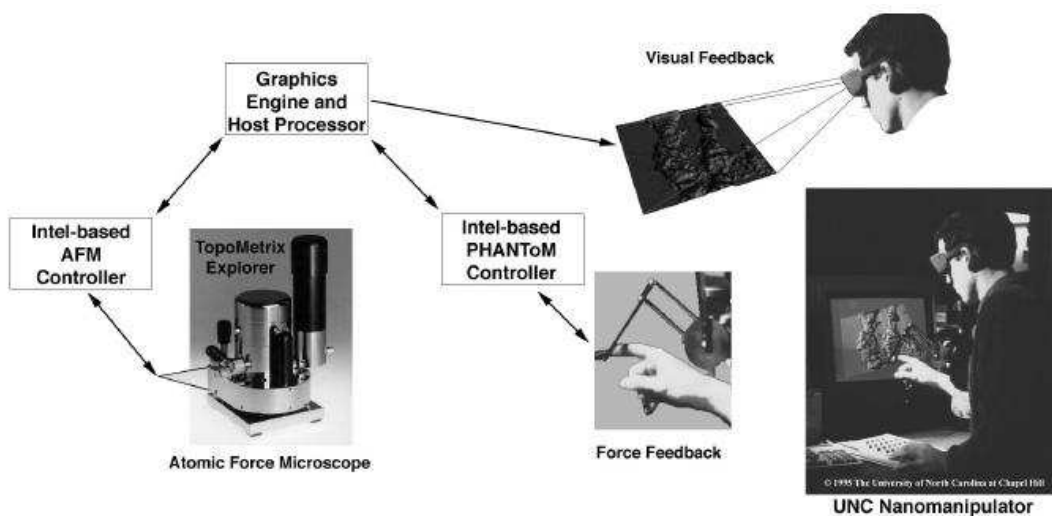 Graphics
Engine and
Host Processor
Visual Feedback
Intel-based
AFM
Controller
TopoMetrix
Explorer
Intel-based
PHANToM
Controller
Atomic Force Microscope
Force Feedback
© 1995 The University of North Carolina at Chapel Hill
UNC Nanomanipulator